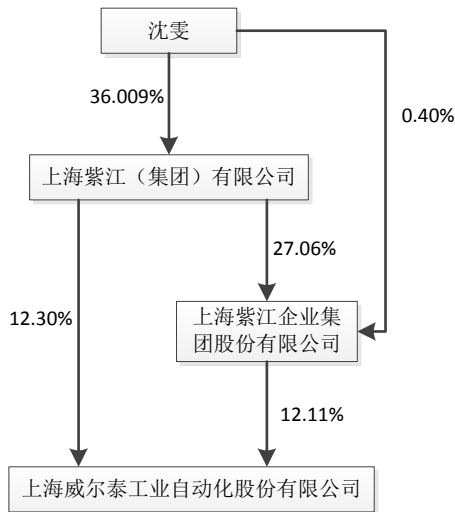 沈雯
36.009%
0.40%
上海紫江（集团）有限公司
27.06%
12.30%
上海紫江企业集
团股份有限公司
12.11%
上海威尔泰工业自动化股份有限公司